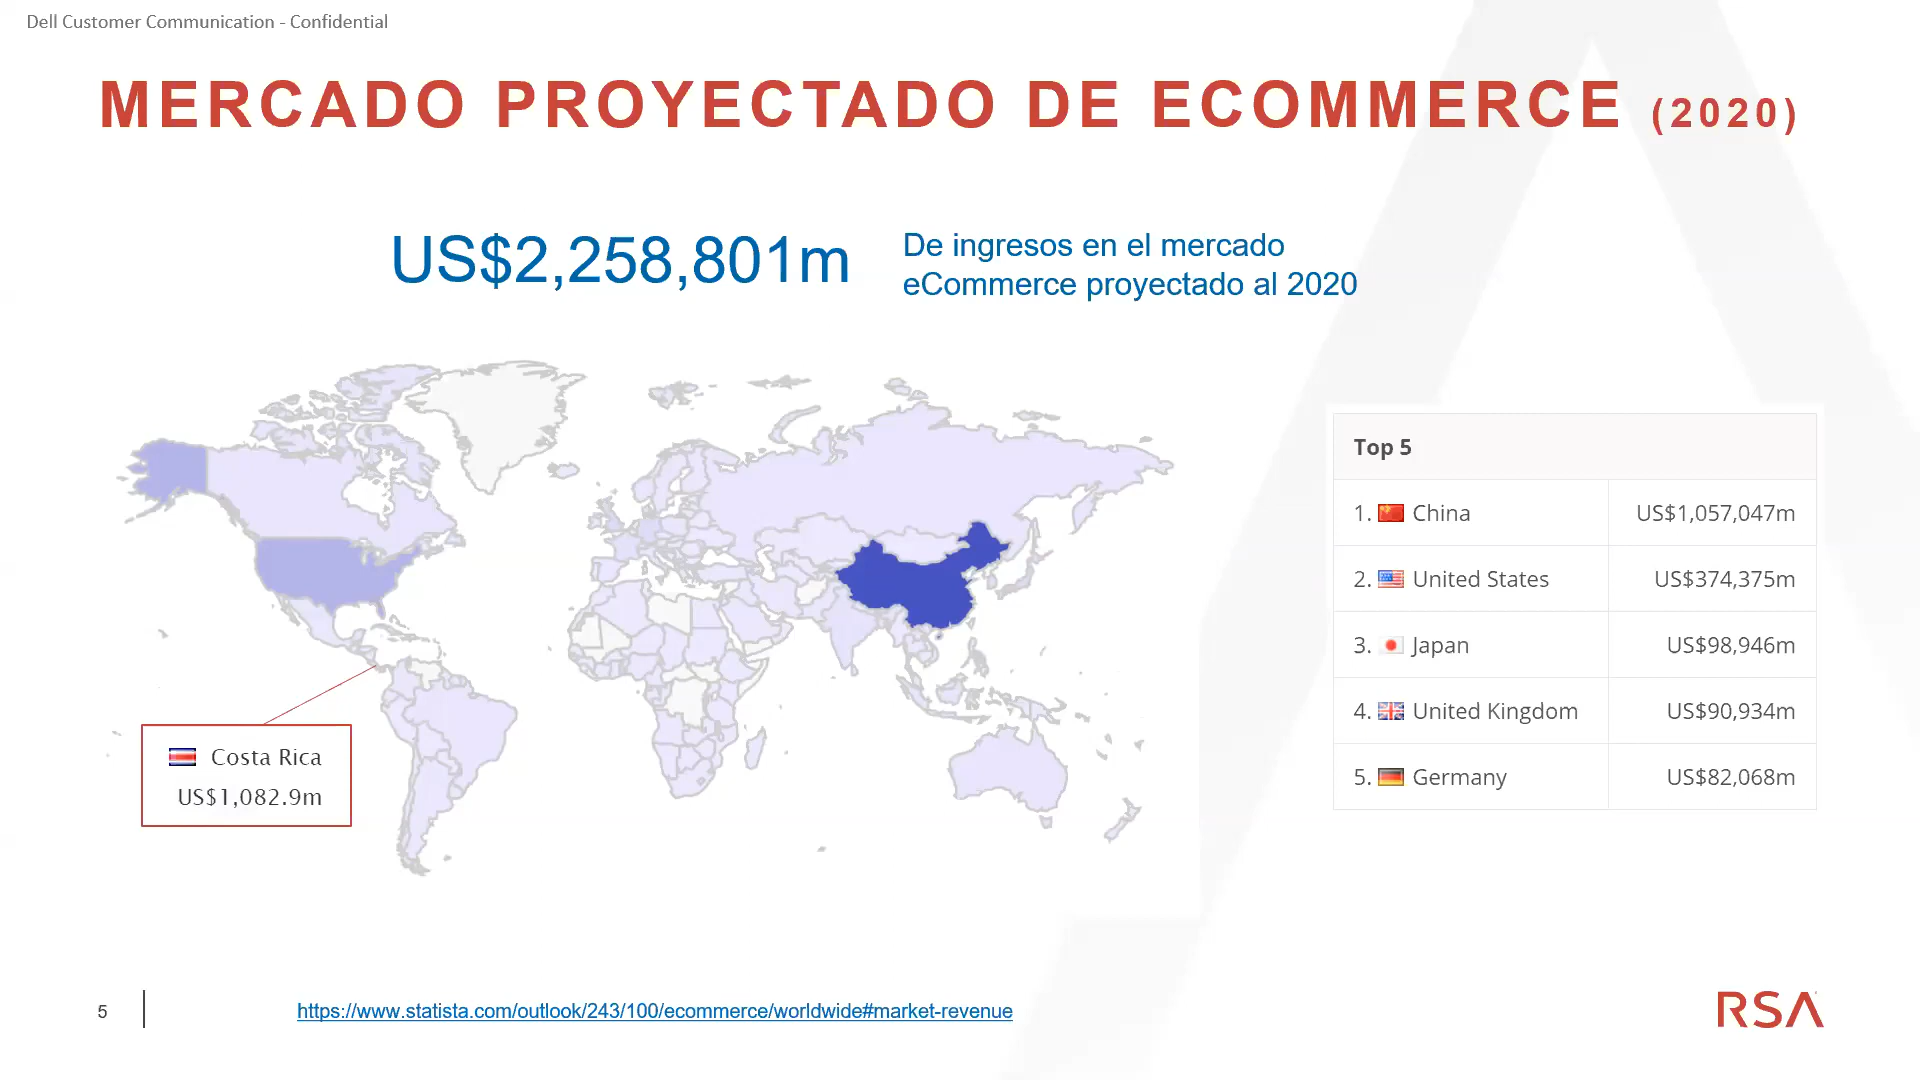 Dell Customer Communication - Confidential
MERCADO PROYECTADO DE ECOMMERCE (2020)
US$2,258,801m
De ingresos en el mercado
eCommerce proyectado al 2020
Top 5
1. China US$1,057,047m
2. United States US$374,375m
3. Japan US$98,946m
4. United Kingdom US$90,934m
5. Germany US$82,068m
Costa Rica
US$1,082.9m
5
https://www.statista.com/outlook/243/100/ecommerce/worldwide#market-revenue
RSA